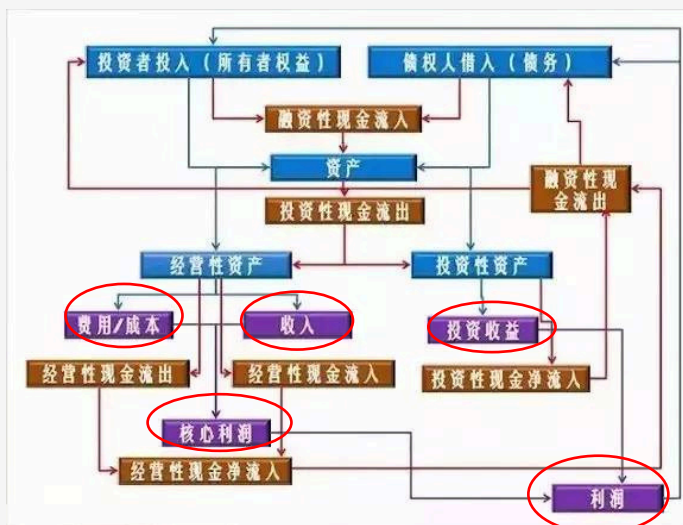 投资者投入（所有者权益）
债权人借入（债务）
融资性现金流入
资产
融资性现
金流出
投资性现金流出
经营性资产
投资性资产
费用/成本
收入
投资收益
经营性现金流出
经营性现金流入
投资性现金净流入
核心利润
经营性现金净流入
利润